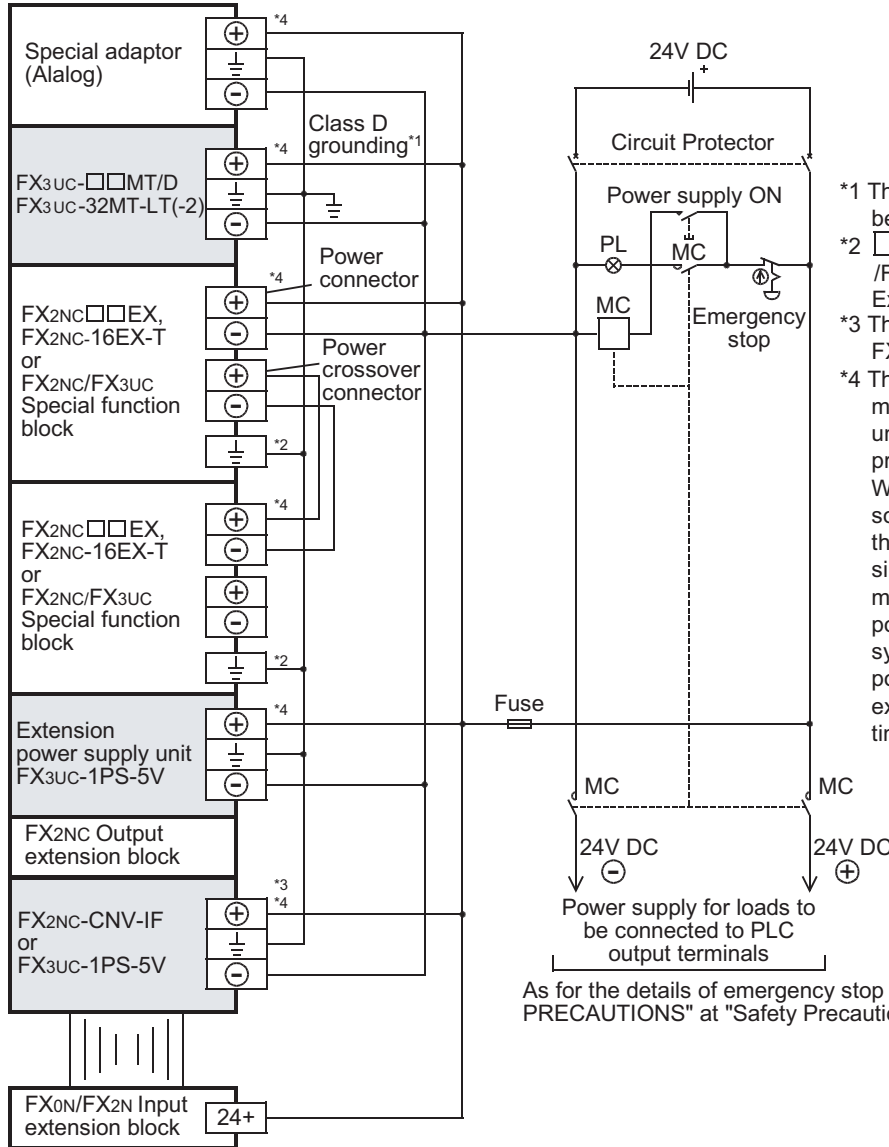 Special adaptor
(Alalog)
*4
Class D
grounding*1
FX3UC-□□MT/D
FX3UC-32MT-LT(-2)
*4
Power
connector
*4
FX2NC□□EX,
FX2NC-16EX-T
or
FX2NC/FX3UC
Special function
block
Power
crossover
connector
*2
FX2NC□□EX,
FX2NC-16EX-T
or
FX2NC/FX3UC
Special function
block
*4
*2
Extension
power supply unit
FX3UC-1PS-5V
*4
FX2NC Output
extension block
FX2NC-CNV-IF
or
FX3UC-1PS-5V
*3
*4
FX0N/FX2N Input
extension block
24+
24V DC
+
Circuit Protector
Power supply ON
PL
MC
MC
Emergency
stop
Fuse
MC
MC
24V DC
24V DC
Power supply for loads to
be connected to PLC
output terminals
As for the details of emergency stop
PRECAUTIONS" at "Safety Precautio
*1 Th
be
*2 □
/F
Ex
*3 Th
FX
*4 Th
m
un
pr
W
so
th
si
m
po
sy
po
ex
tin